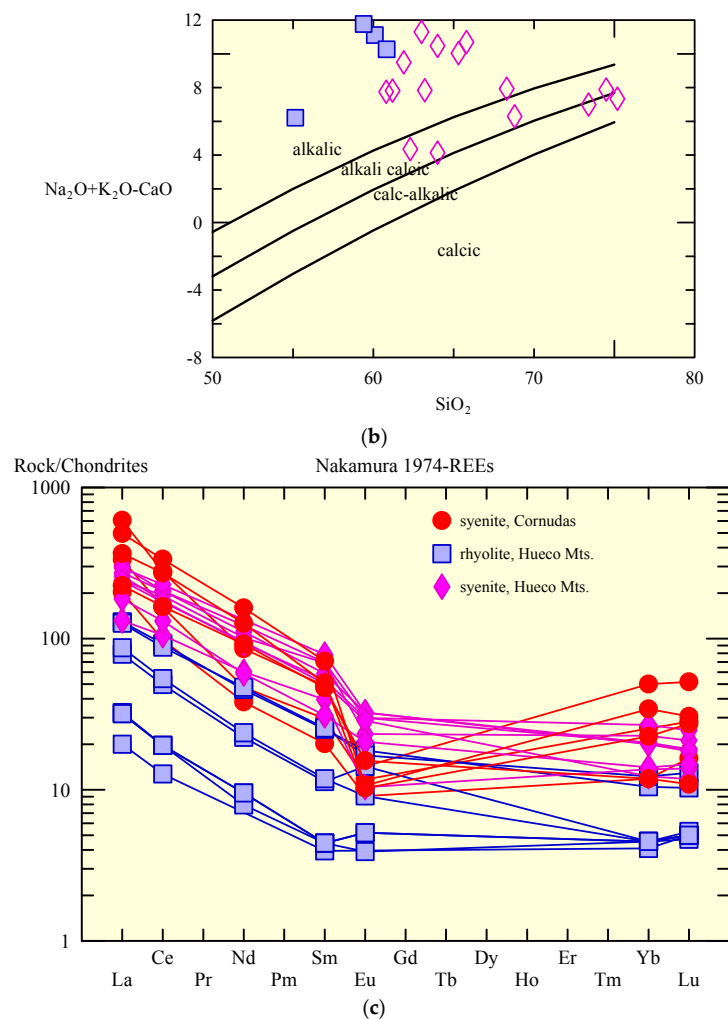 12
8
4
0
-4
-8
Na₂O+K₂O-CaO
alkalic
alkali calcic
calc-alkalic
calcic
50 60 70 80
SiO₂
(b)
Rock/Chondrites Nakamura 1974-REEs
1000
100
10
1
syenite, Cornudas
rhyolite, Hueco Mts.
syenite, Hueco Mts.
Ce Nd Sm Gd Dy Er Yb
La Pr Pm Eu Tb Ho Tm Lu
(c)